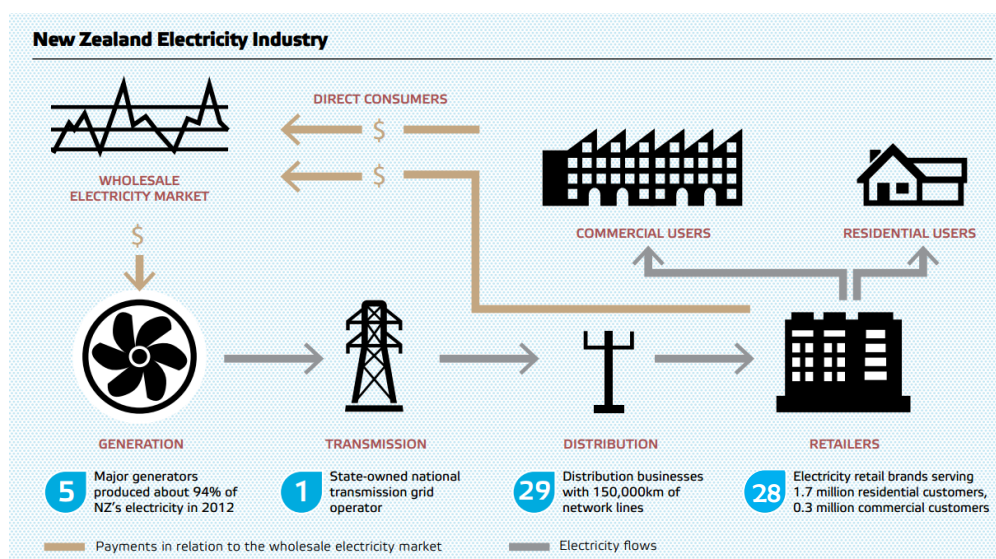 New Zealand Electricity Industry
DIRECT CONSUMERS
$
$
WHOLESALE
ELECTRICITY MARKET
$
COMMERCIAL USERS
RESIDENTIAL USERS
GENERATION
TRANSMISSION
DISTRIBUTION
RETAILERS
5
Major generators
produced about 94% of
NZ's electricity in 2012
1
State-owned national
transmission grid
operator
29
Distribution businesses
with 150,000km of
network lines
28
Electricity retail brands serving
1.7 million residential customers,
0.3 million commercial customers
Payments in relation to the wholesale electricity market
Electricity flows